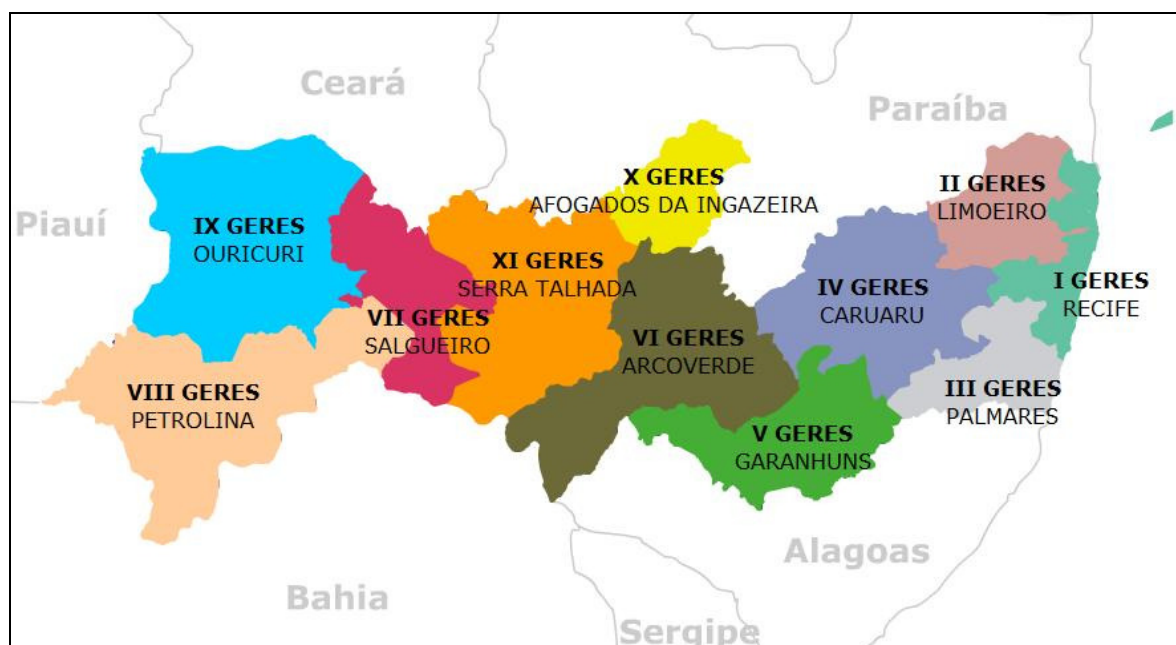 Ceará
Paraíba
Piauí
X GERES
AFOGADOS DA INGAZEIRA
II GERES
LIMOEIRO
IX GERES
OURICURI
XI GERES
SERRA TALHADA
IV GERES
CARUARU
I GERES
RECIFE
VII GERES
SALGUEIRO
VI GERES
ARCOVERDE
VIII GERES
PETROLINA
III GERES
PALMARES
V GERES
GARANHUNS
Alagoas
Bahia
Sergipe